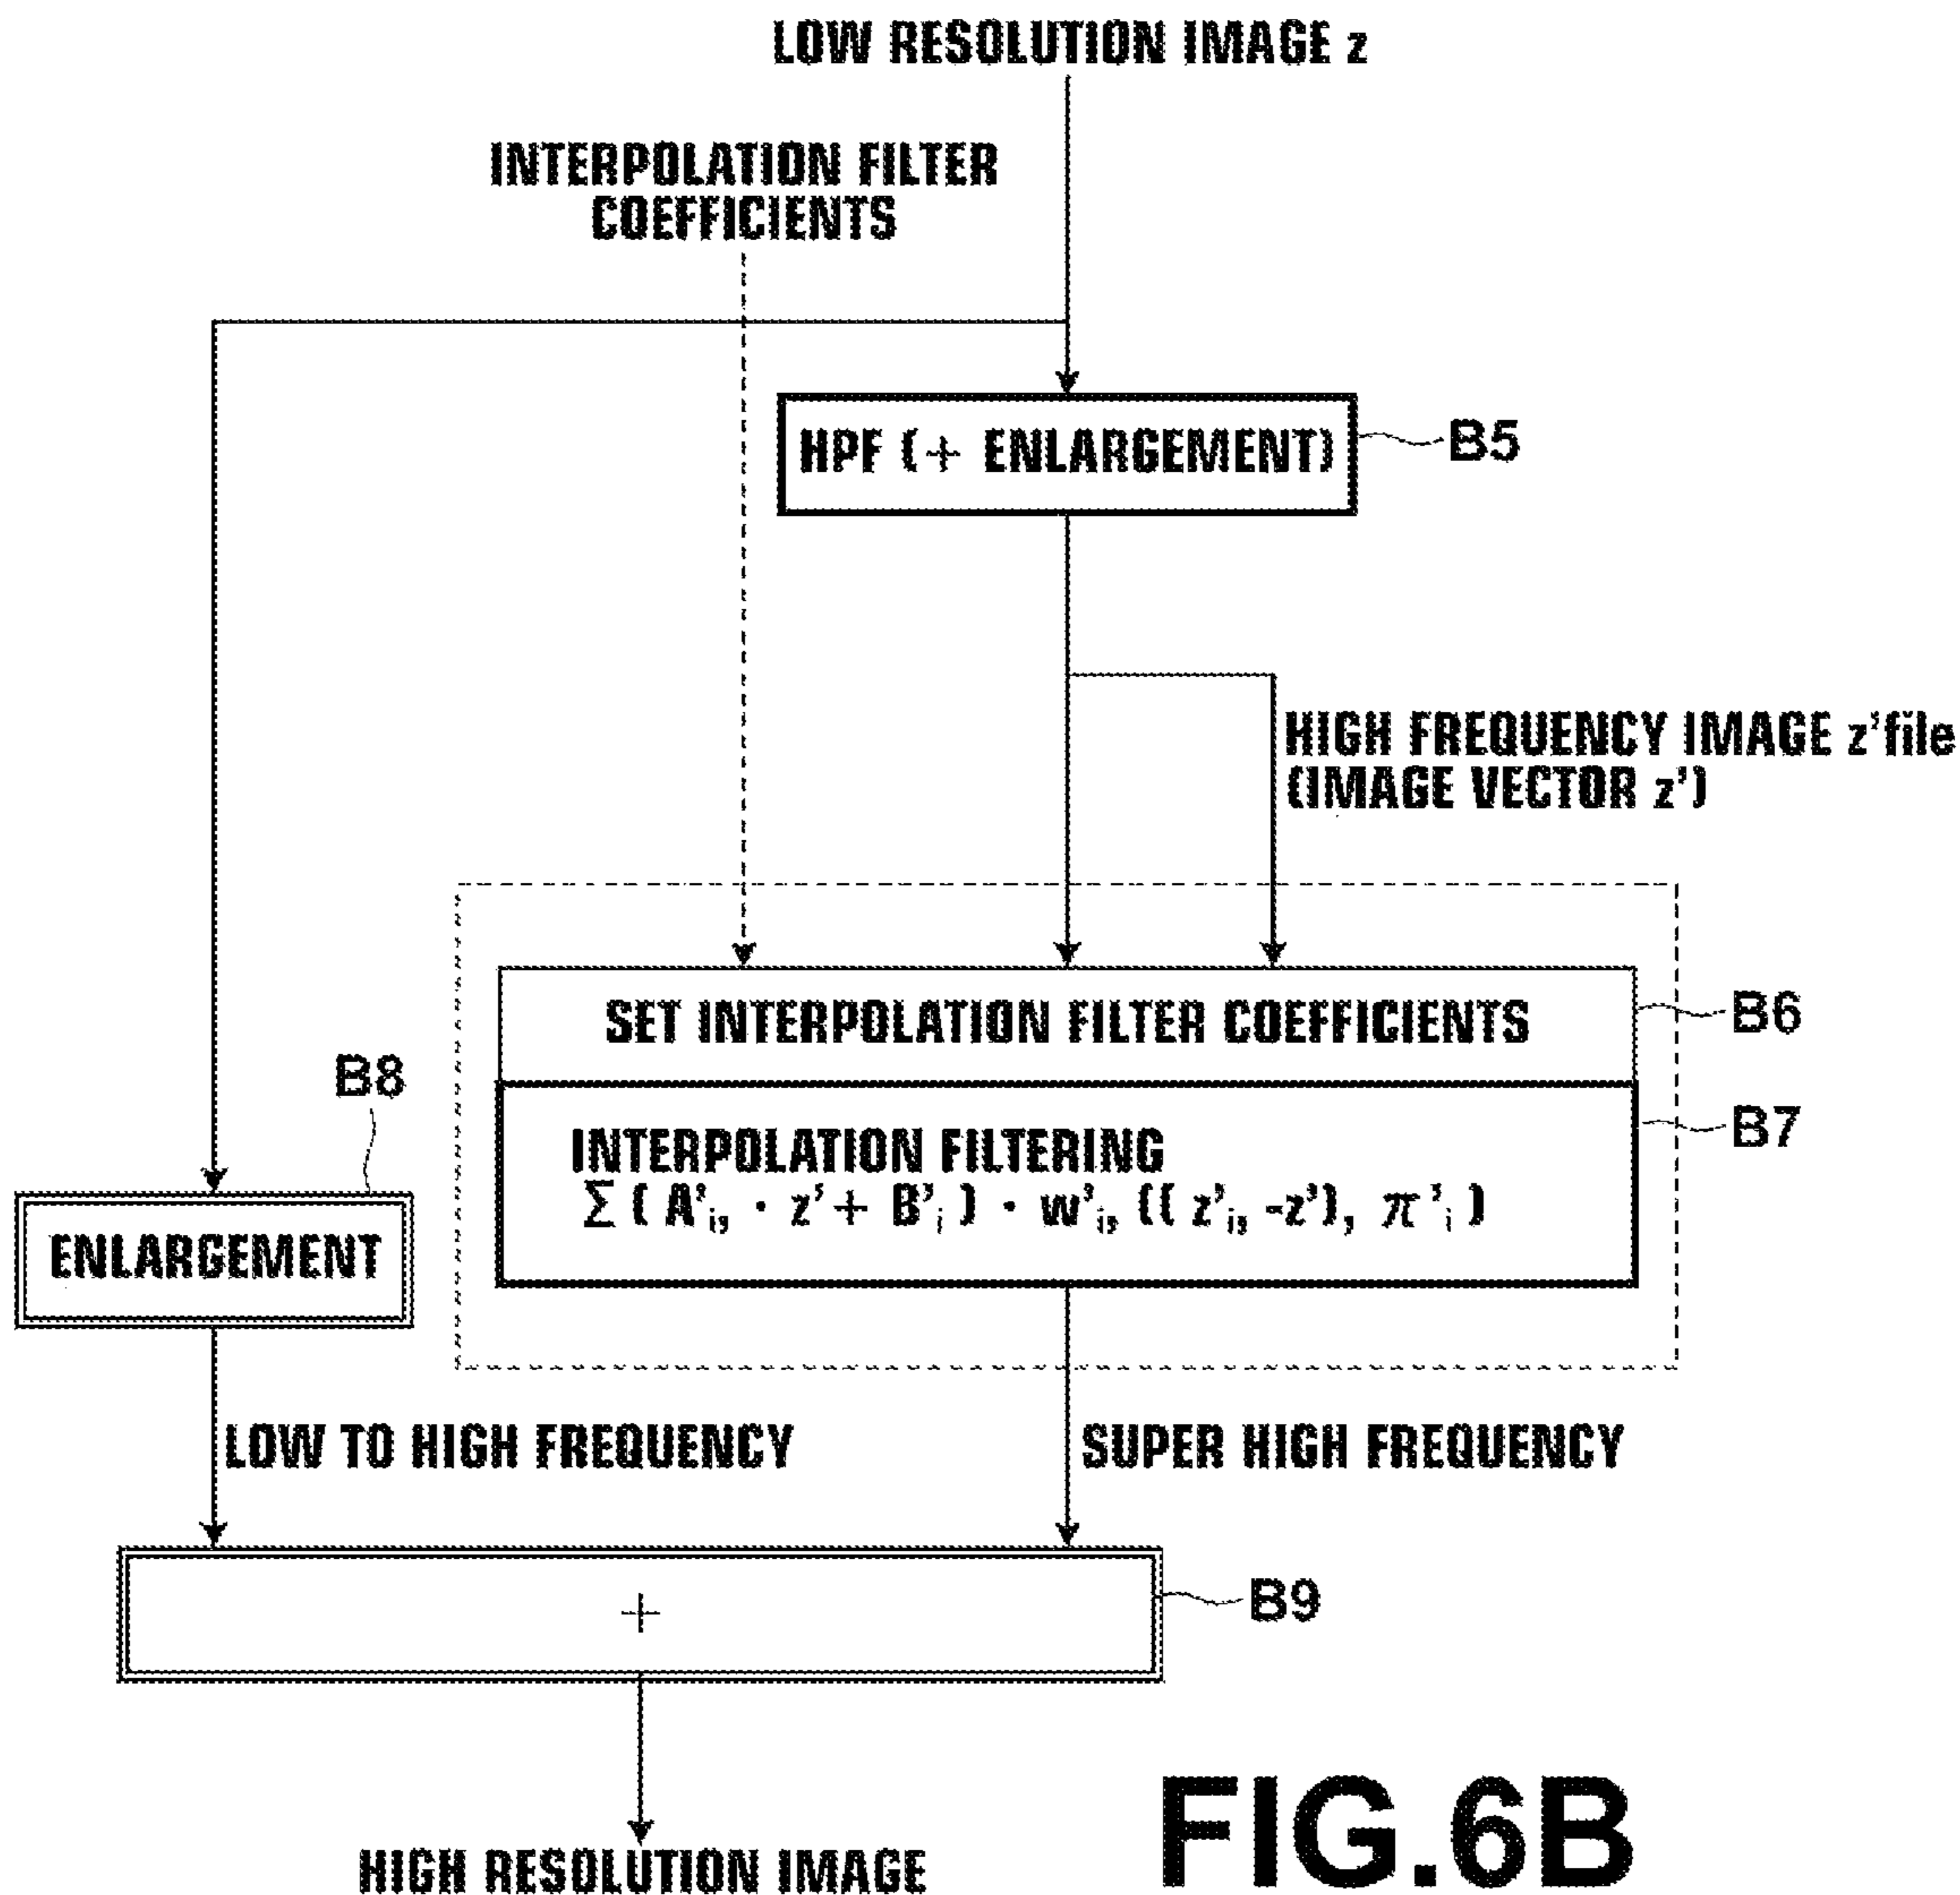 LOW RESOLUTION IMAGE z
INTERPOLATION FILTER
COEFFICIENTS
HPF (+ ENLARGEMENT)
B5
HIGH FREQUENCY IMAGE z'file
(IMAGE VECTOR z')
SET INTERPOLATION FILTER COEFFICIENTS
B6
B8
B7
INTERPOLATION FILTERING
Σ ( A'i, · z' + B'i ) · w'i, (( z'i, -z'), π'i )
ENLARGEMENT
LOW TO HIGH FREQUENCY
SUPER HIGH FREQUENCY
+
B9
HIGH RESOLUTION IMAGE
FIG.6B